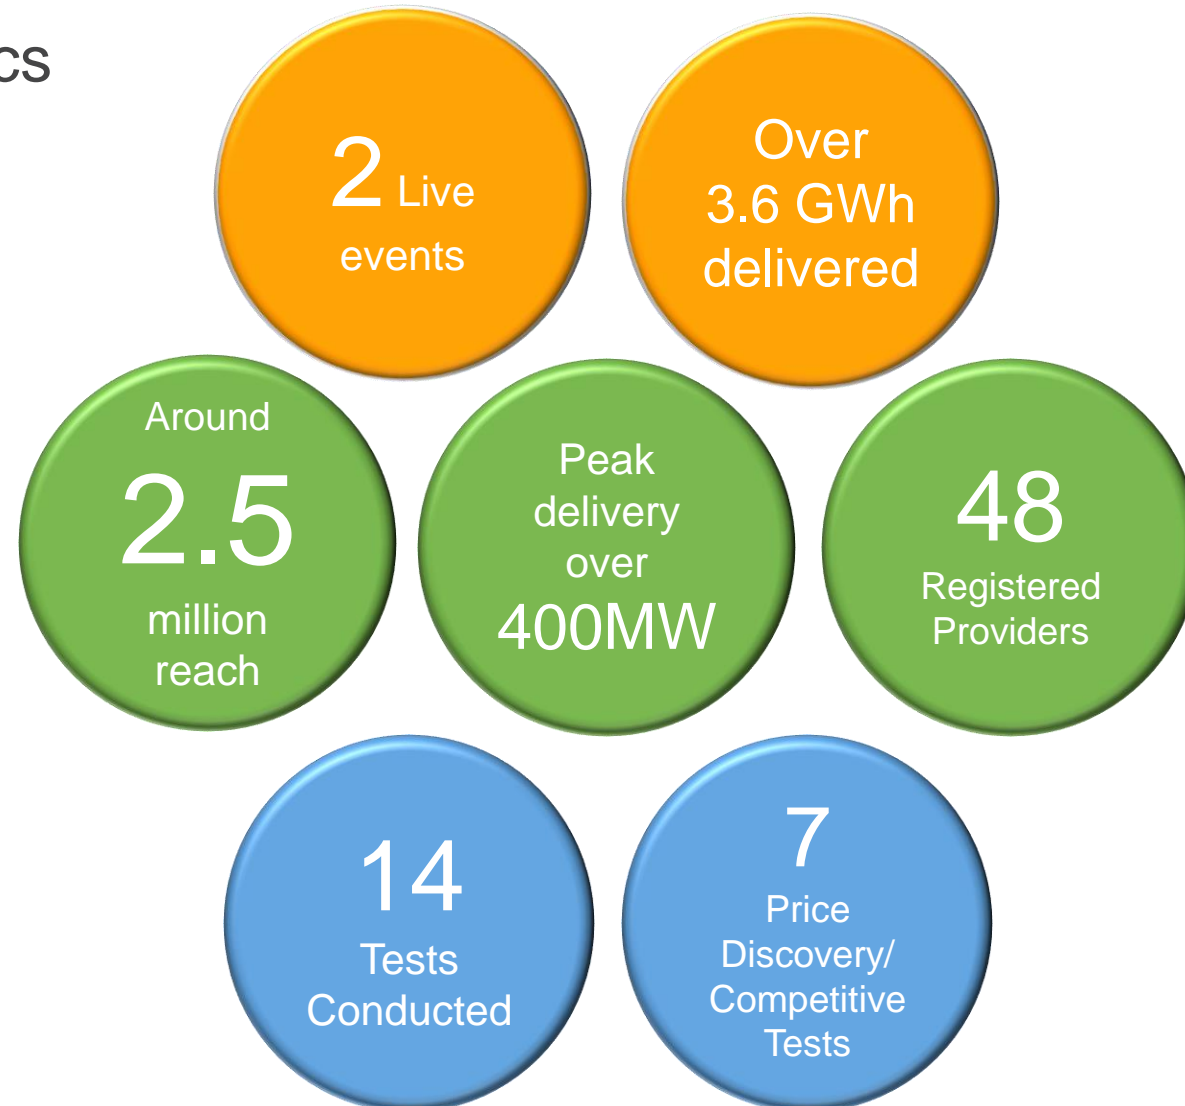 cs
2 Live
events
Over
3.6 GWh
delivered
Around
2.5
million
reach
Peak
delivery
over
400MW
48
Registered
Providers
14
Tests
Conducted
7
Price
Discovery/
Competitive
Tests